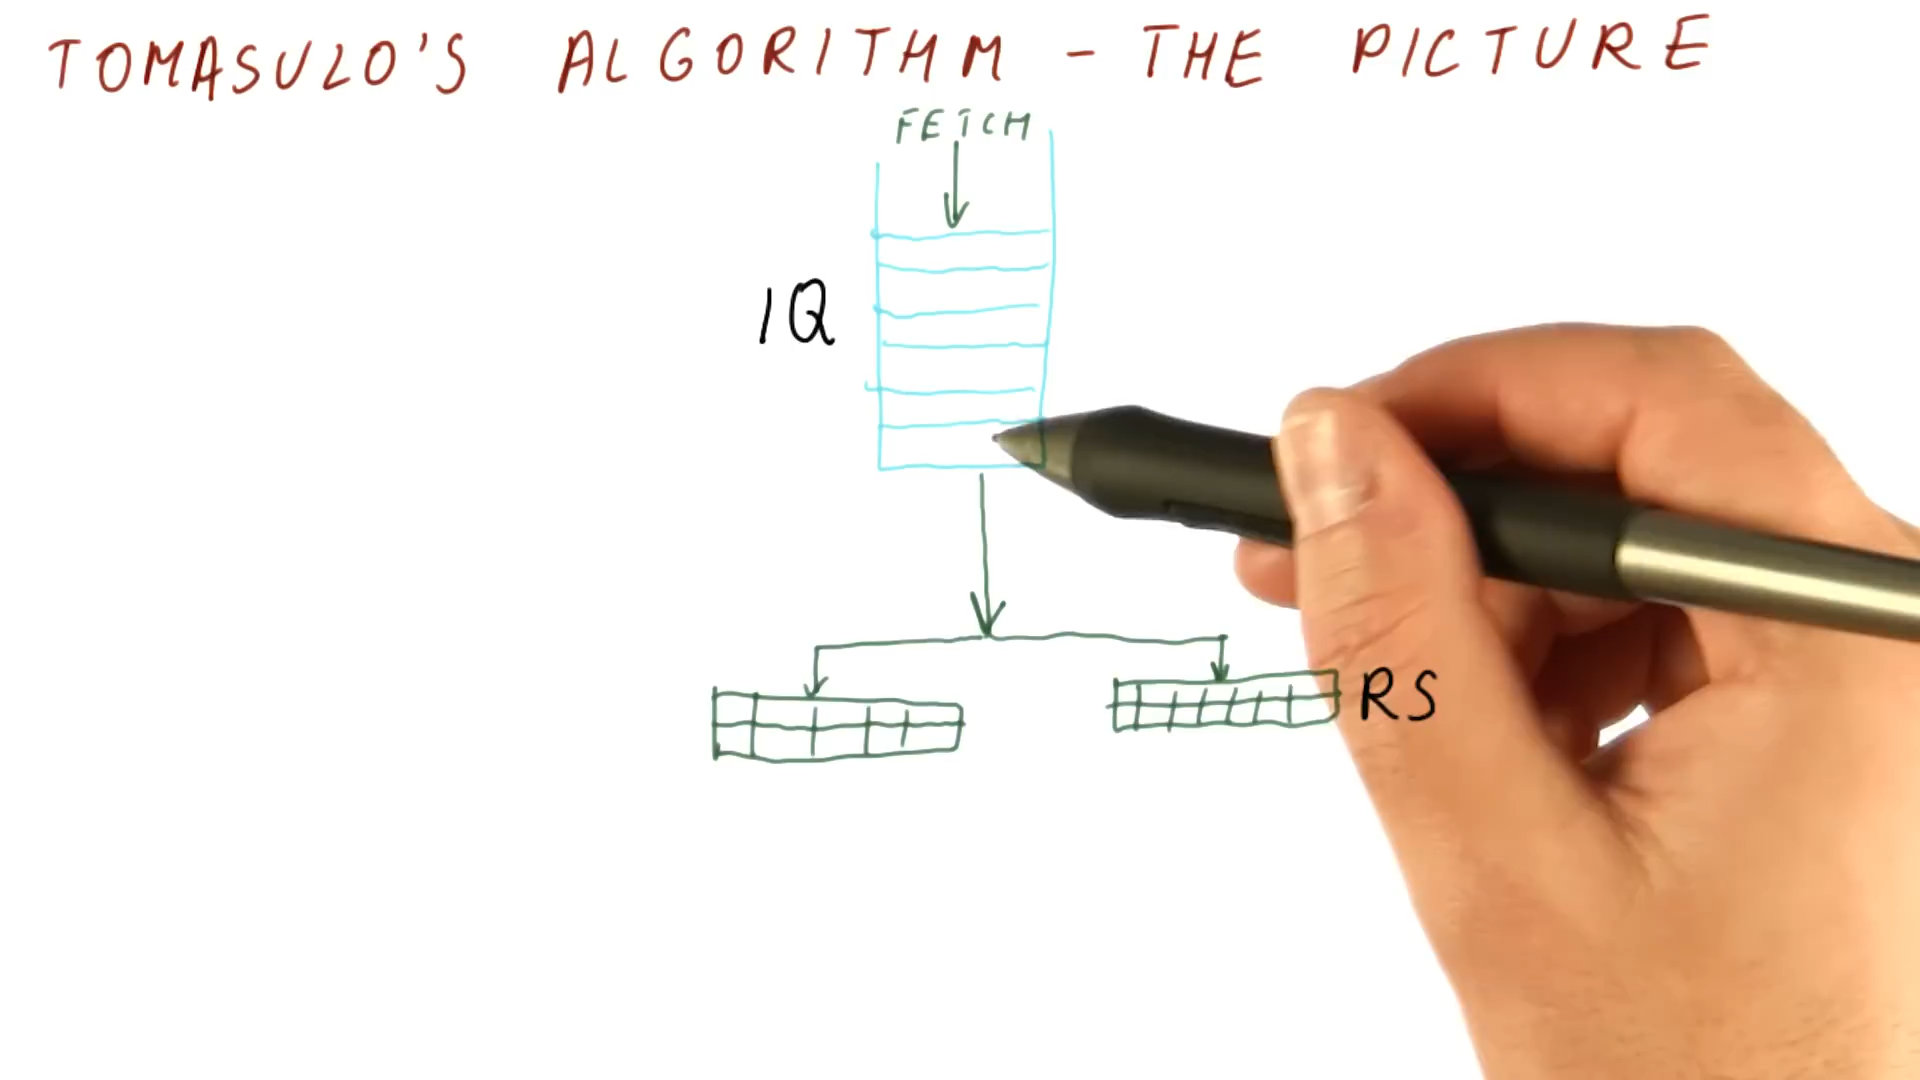 TOMASULO'S ALGORITHM - THE PICTURE
FETCH
IQ
RS